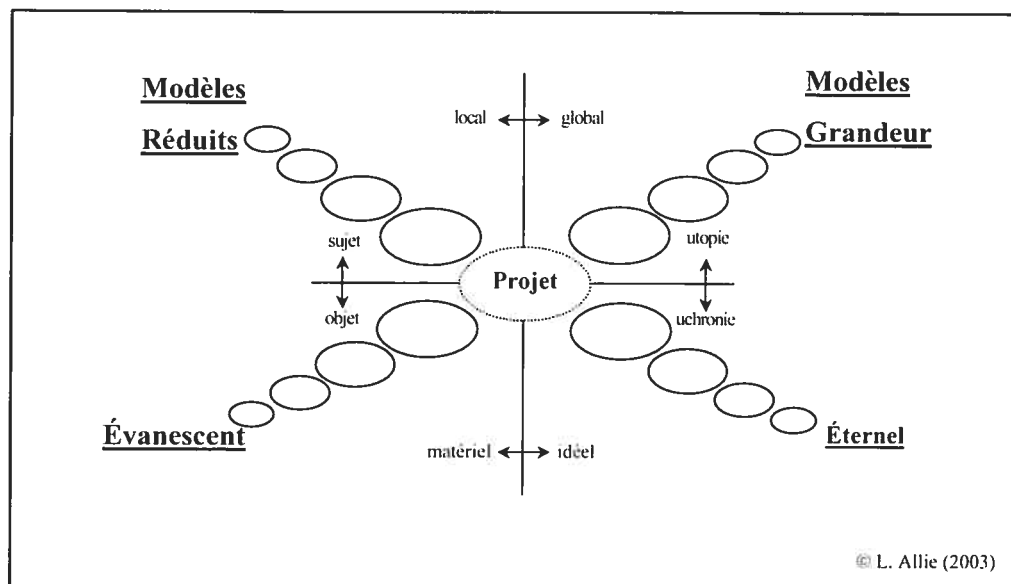 Modèles
Réduits
Modèles
Grandeur
local global
sujet
objet
utopie
uchronie
Projet
Évanescent
Éternel
matériel idéel
© L. Allie (2003)